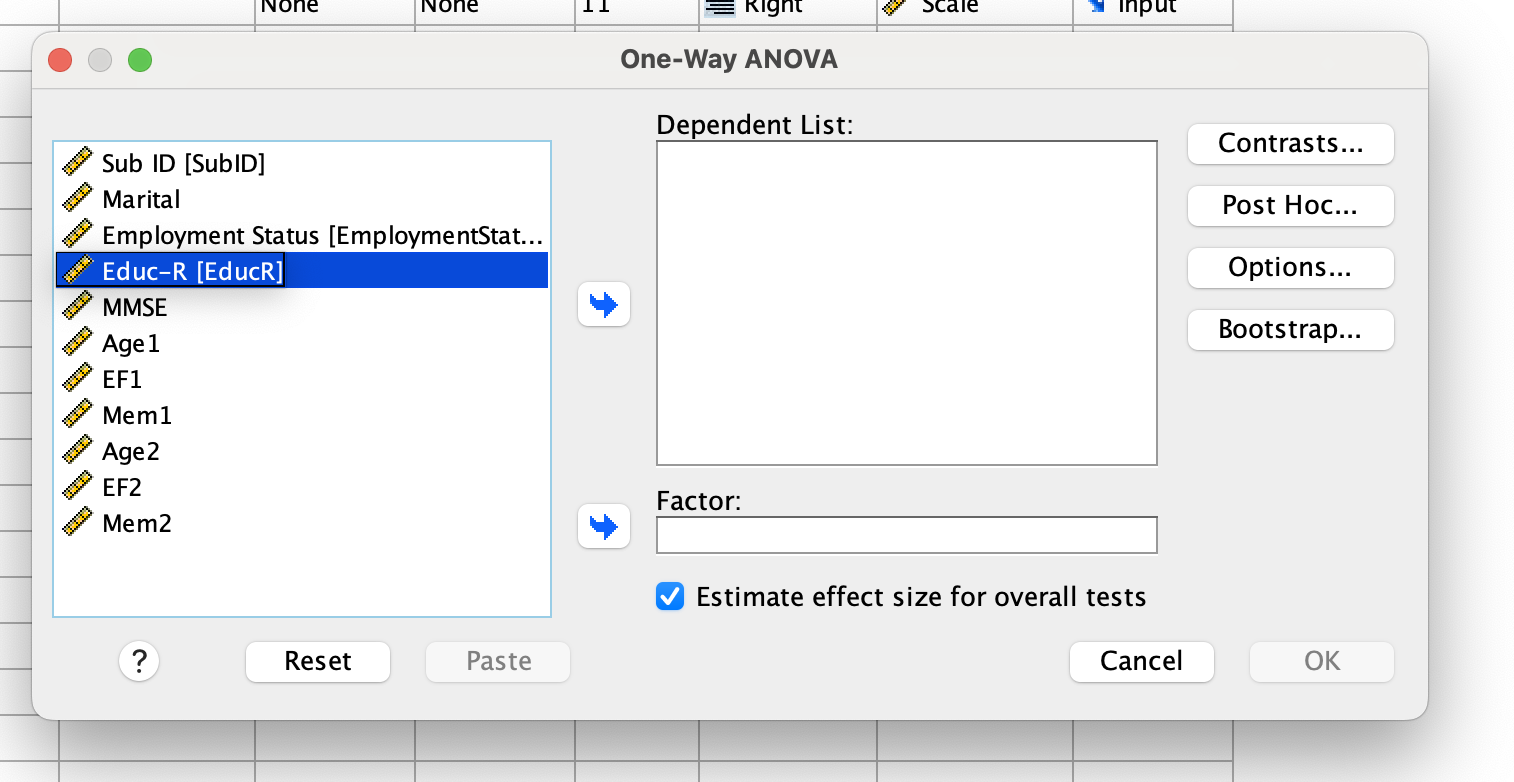 None
None
11
Right
Scale
Input
One-Way ANOVA
Dependent List:
Sub ID [SubID]
Marital
Employment Status [EmploymentStat...
Educ-R [EducR]
MMSE
Age1
EF1
Mem1
Age2
EF2
Mem2
Contrasts...
Post Hoc...
Options...
Bootstrap...
Factor:
Estimate effect size for overall tests
?
Reset
Paste
Cancel
OK